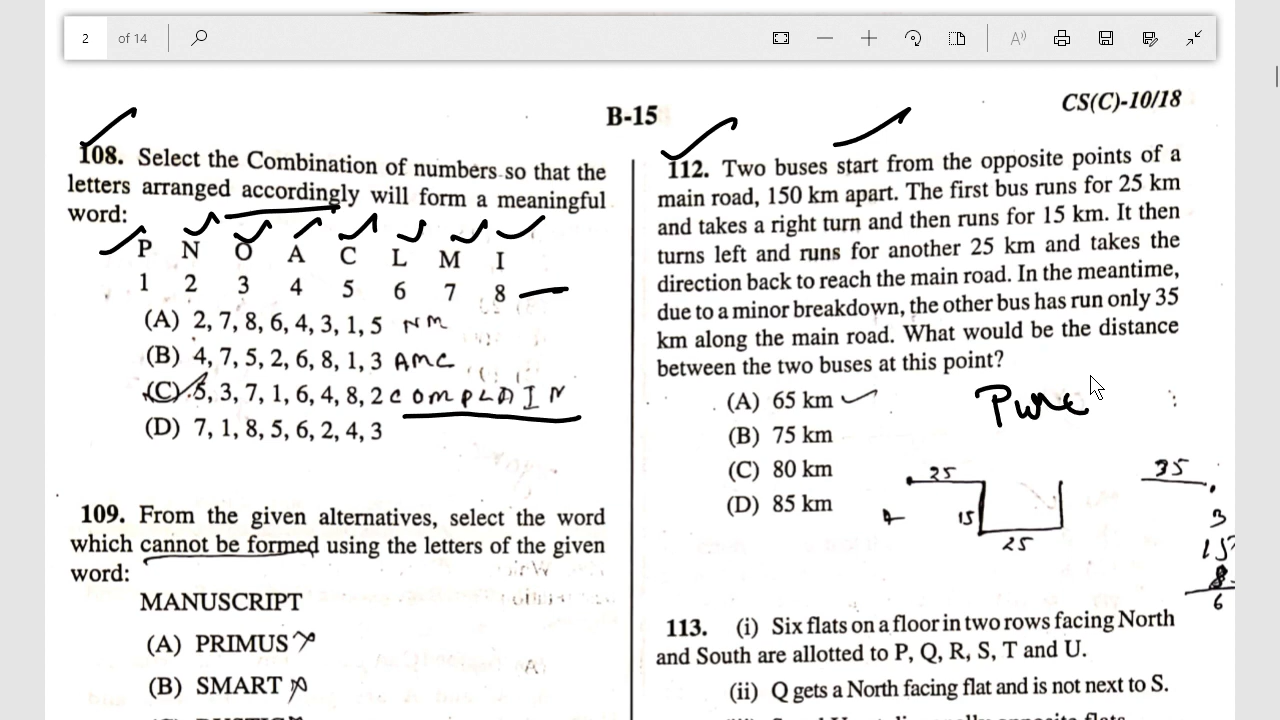 2 of 14
B-15
CS(C)-10/18
108. Select the Combination of numbers so that the
letters arranged accordingly will form a meaningful
word:
P N O A C L M I
1 2 3 4 5 6 7 8
(A) 2, 7, 8, 6, 4, 3, 1, 5 NM
(B) 4, 7, 5, 2, 6, 8, 1, 3 AMC
(C) 5, 3, 7, 1, 6, 4, 8, 2 COMPLAIN
(D) 7, 1, 8, 5, 6, 2, 4, 3
109. From the given alternatives, select the word
which cannot be formed using the letters of the given
word:
MANUSCRIPT
(A) PRIMUS
(B) SMART
112. Two buses start from the opposite points of a
main road, 150 km apart. The first bus runs for 25 km
and takes a right turn and then runs for 15 km. It then
turns left and runs for another 25 km and takes the
direction back to reach the main road. In the meantime,
due to a minor breakdown, the other bus has run only 35
km along the main road. What would be the distance
between the two buses at this point?
(A) 65 km
(B) 75 km
(C) 80 km
(D) 85 km
25
15
25
35
113. (i) Six flats on a floor in two rows facing North
and South are allotted to P, Q, R, S, T and U.
(ii) Q gets a North facing flat and is not next to S.